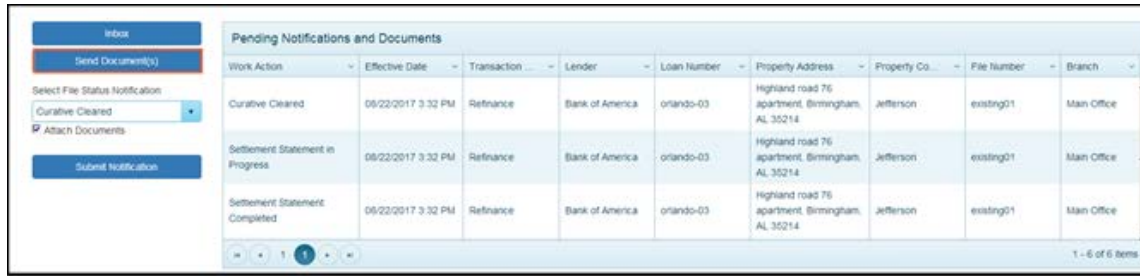 Inbox
Send Document(s)
Select File Status Notification
Curative Cleared
Attach Documents
Submit Notification
Pending Notifications and Documents
Work Action Effective Date Transaction ... Lender Loan Number Property Address Property Co... File Number Branch
Curative Cleared 08/22/2017 3:32 PM Refinance Bank of America orlando-03 Highland road 76 apartment, Birmingham, AL 35214 Jefferson existing01 Main Office
Settlement Statement in Progress 08/22/2017 3:32 PM Refinance Bank of America orlando-03 Highland road 76 apartment, Birmingham, AL 35214 Jefferson existing01 Main Office
Settlement Statement Completed 08/22/2017 3:32 PM Refinance Bank of America orlando-03 Highland road 76 apartment, Birmingham, AL 35214 Jefferson existing01 Main Office
1 1 1 - 6 of 6 items